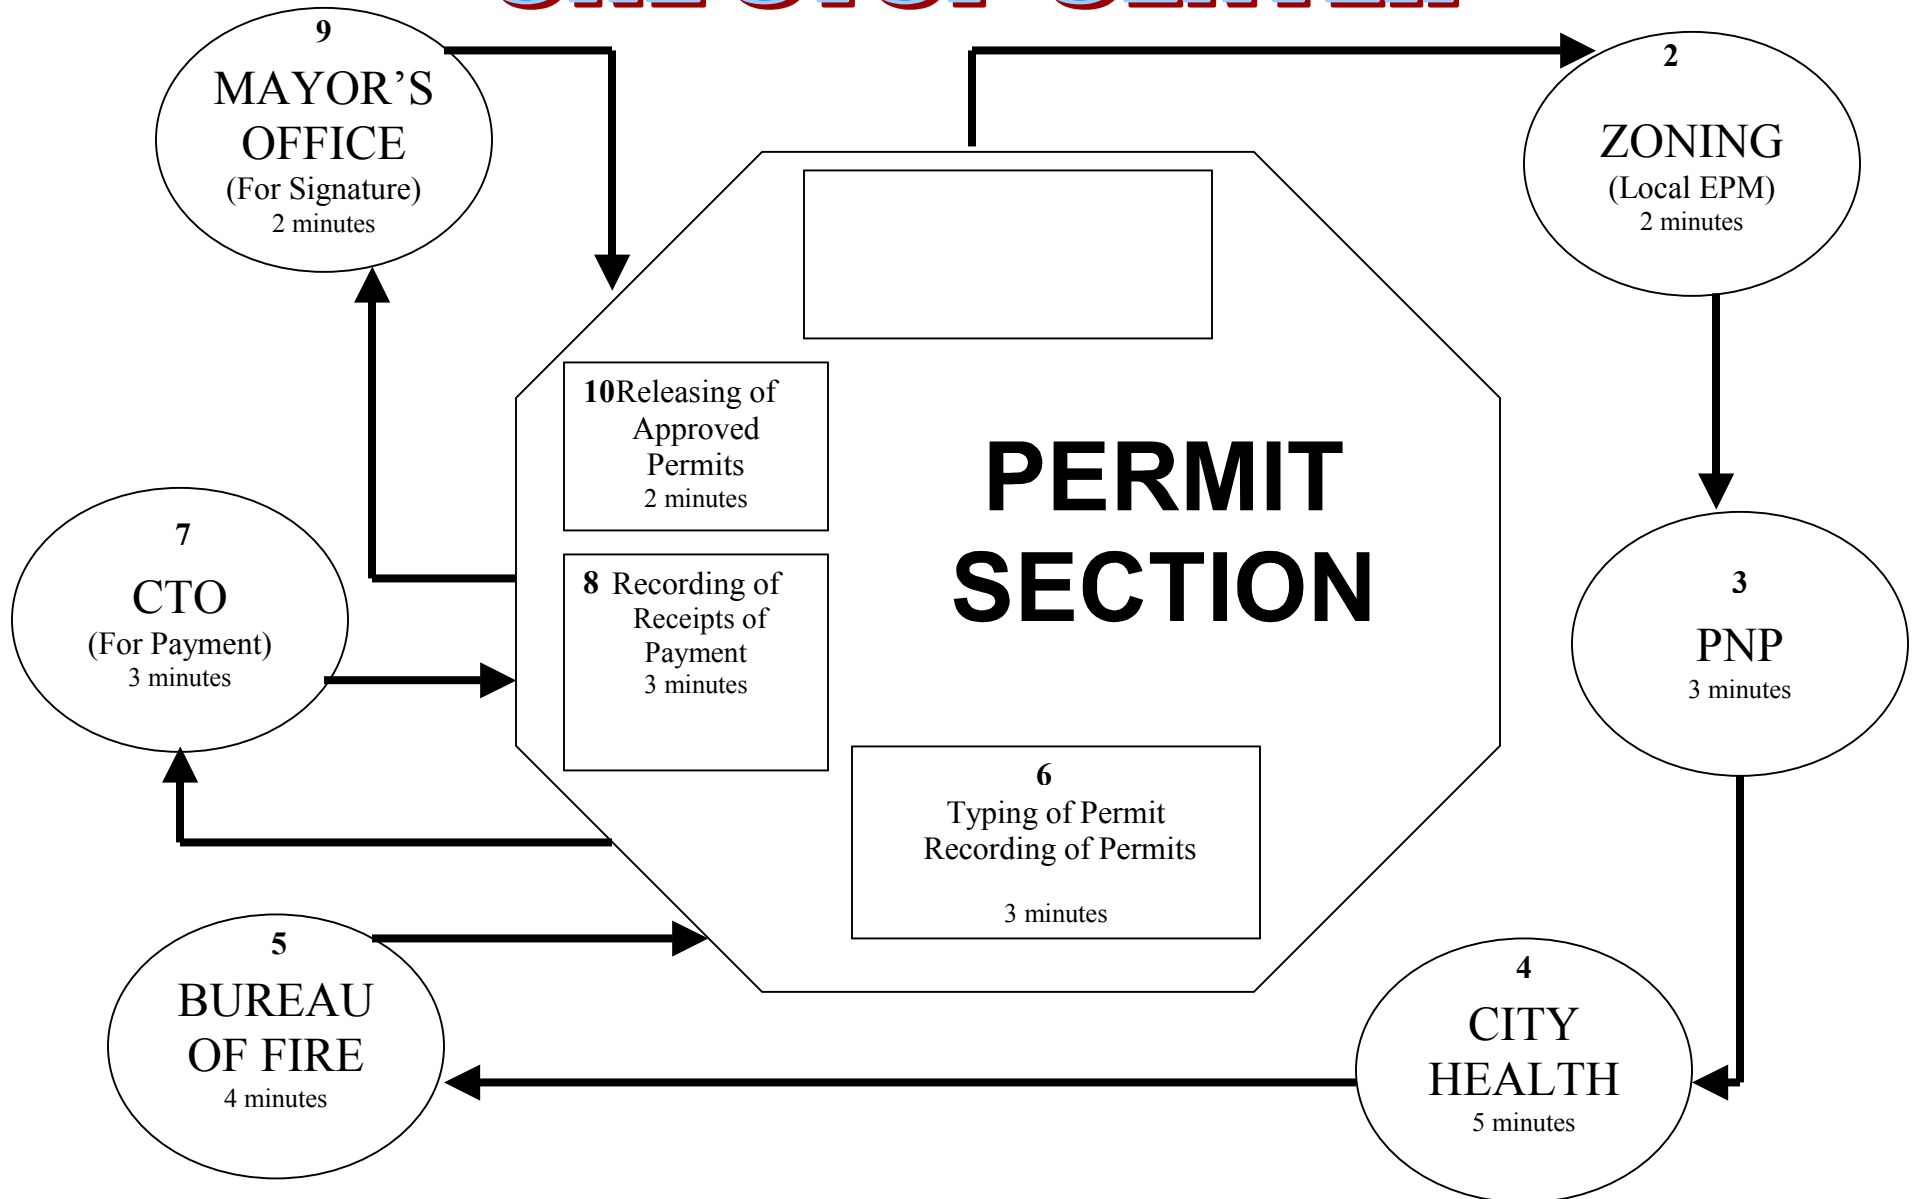 ONE STOP CENTER
9
MAYOR’S
OFFICE
(For Signature)
2 minutes
2
ZONING
(Local EPM)
2 minutes
10Releasing of
Approved
Permits
2 minutes
PERMIT
SECTION
7
CTO
(For Payment)
3 minutes
8 Recording of
Receipts of
Payment
3 minutes
3
PNP
3 minutes
6
Typing of Permit
Recording of Permits
3 minutes
5
BUREAU
OF FIRE
4 minutes
4
CITY
HEALTH
5 minutes